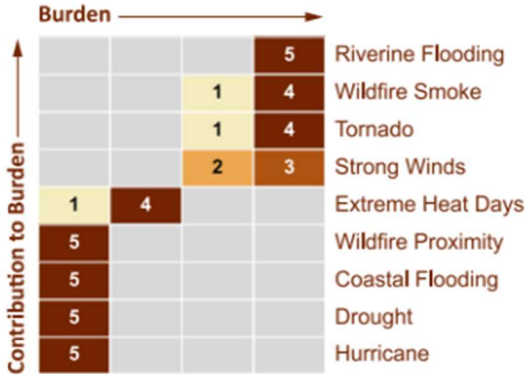 Burden
5 Riverine Flooding
1 4 Wildfire Smoke
1 4 Tornado
2 3 Strong Winds
1 4 Extreme Heat Days
5 Wildfire Proximity
5 Coastal Flooding
5 Drought
5 Hurricane
Contribution to Burden